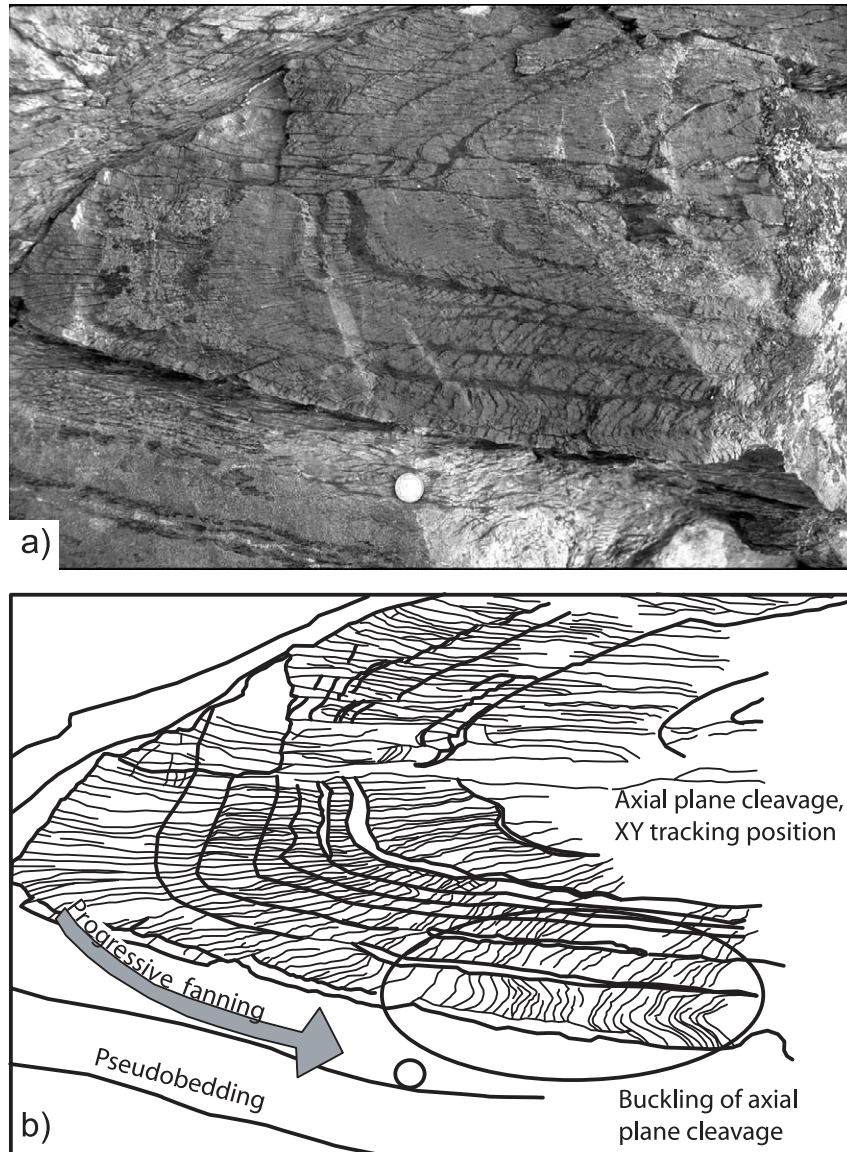 a)
Axial plane cleavage,
XY tracking position
Progressive fanning
Pseudobedding
Buckling of axial
plane cleavage
b)